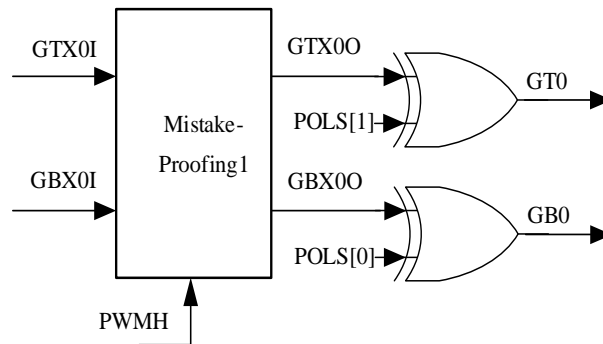 GTX0I
GTX0O
GT0
POLS[1]
Mistake-
Proofing1
GBX0I
GBX0O
GB0
POLS[0]
PWMH